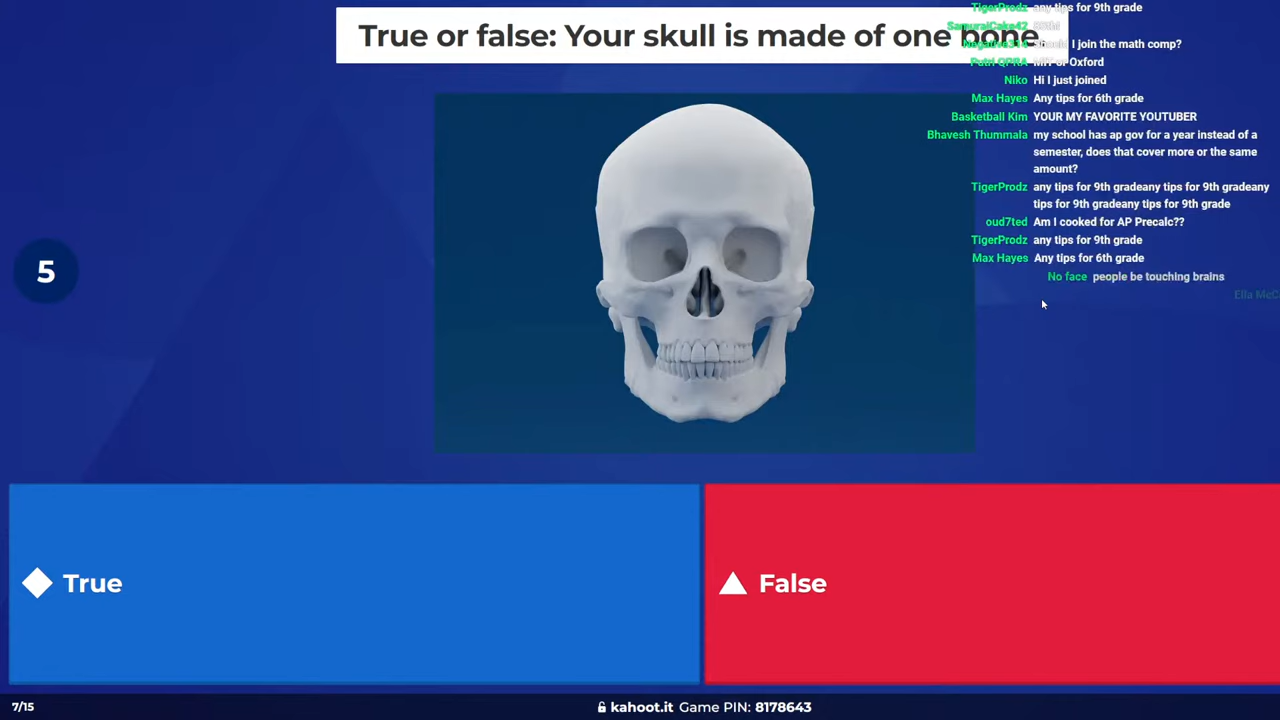 True or false: Your skull is made of one bone
TigerProdz any tips for 9th grade
SamuraiCake42
I join the math comp?
MIT or Oxford
Niko Hi I just joined
Max Hayes Any tips for 6th grade
Basketball Kim YOUR MY FAVORITE YOUTUBER
Bhavesh Thummala my school has ap gov for a year instead of a
semester, does that cover more or the same
amount?
TigerProdz any tips for 9th gradeany tips for 9th gradeany
tips for 9th gradeany tips for 9th grade
oud7ted Am I cooked for AP Precalc??
TigerProdz any tips for 9th grade
Max Hayes Any tips for 6th grade
No face people be touching brains
Ella McC
5
True
False
7/15
kahoot.it Game PIN: 8178643